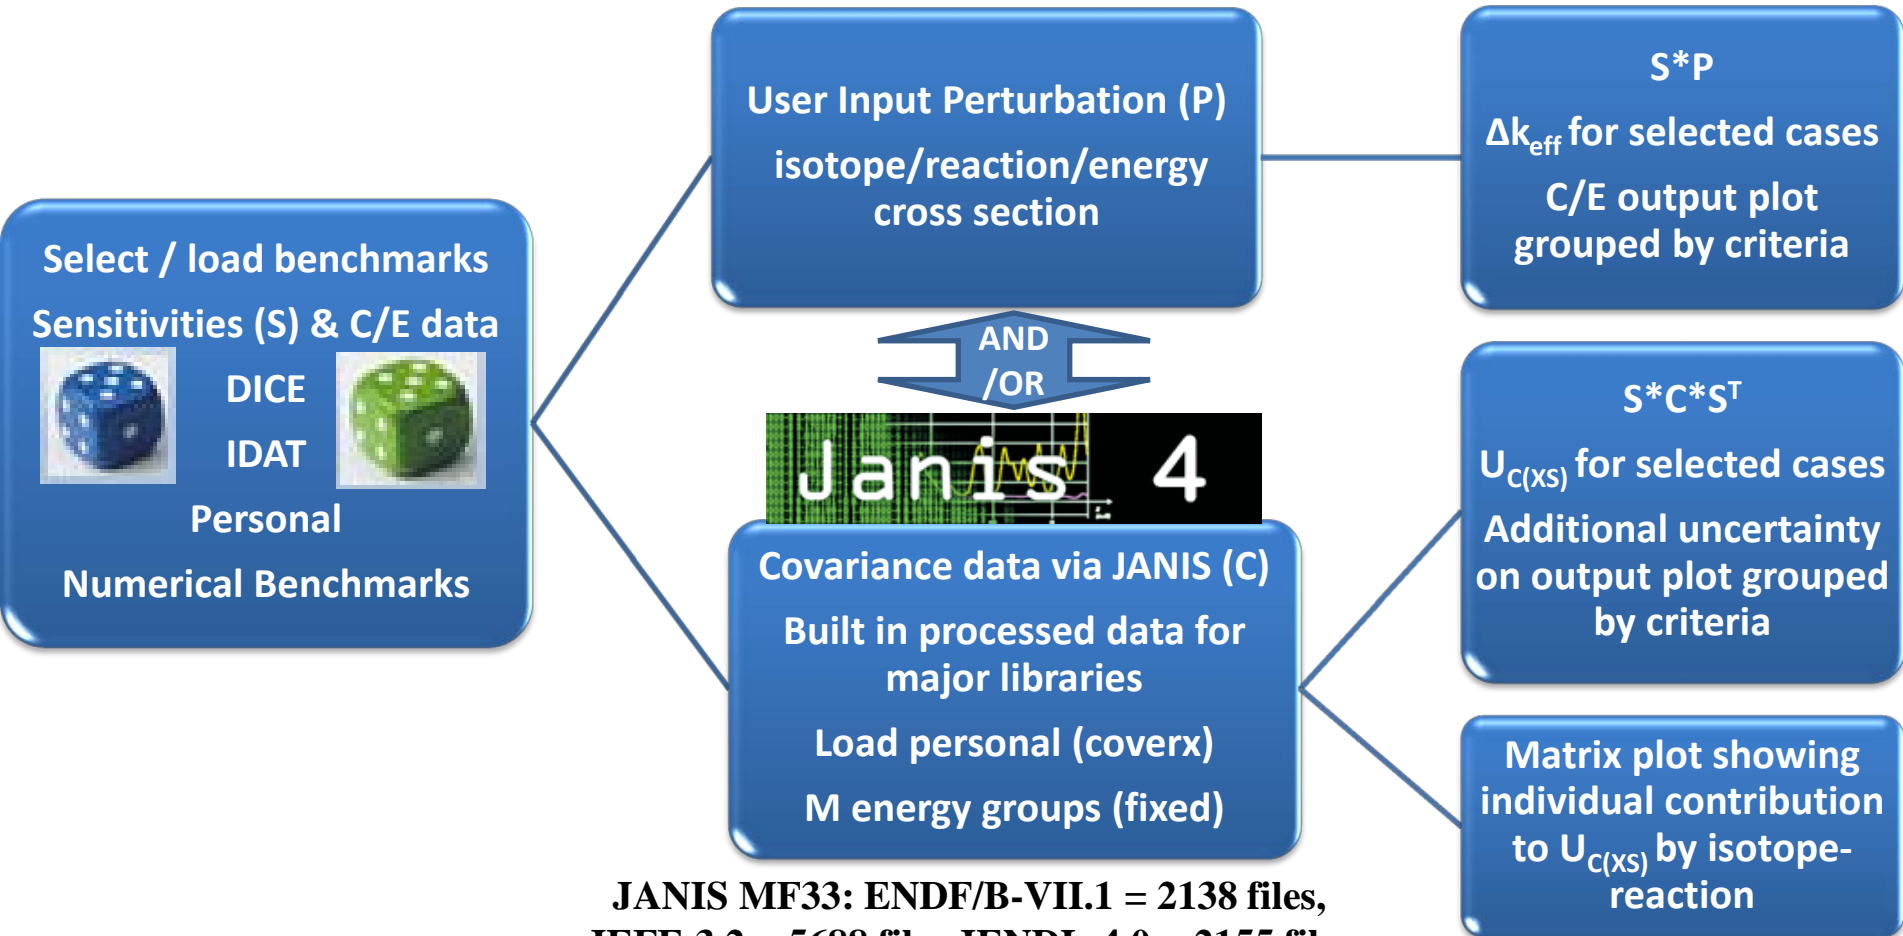 Select / load benchmarks
Sensitivities (S) & C/E data
DICE
IDAT
Personal
Numerical Benchmarks
User Input Perturbation (P)
isotope/reaction/energy
cross section
AND
/OR
Janis 4
Covariance data via JANIS (C)
Built in processed data for
major libraries
Load personal (coverx)
M energy groups (fixed)
S*P
Δkeff for selected cases
C/E output plot
grouped by criteria
S*C*Sᵀ
UC(XS) for selected cases
Additional uncertainty
on output plot grouped
by criteria
Matrix plot showing
individual contribution
to UC(XS) by isotope-
reaction
JANIS MF33: ENDF/B-VII.1 = 2138 files,